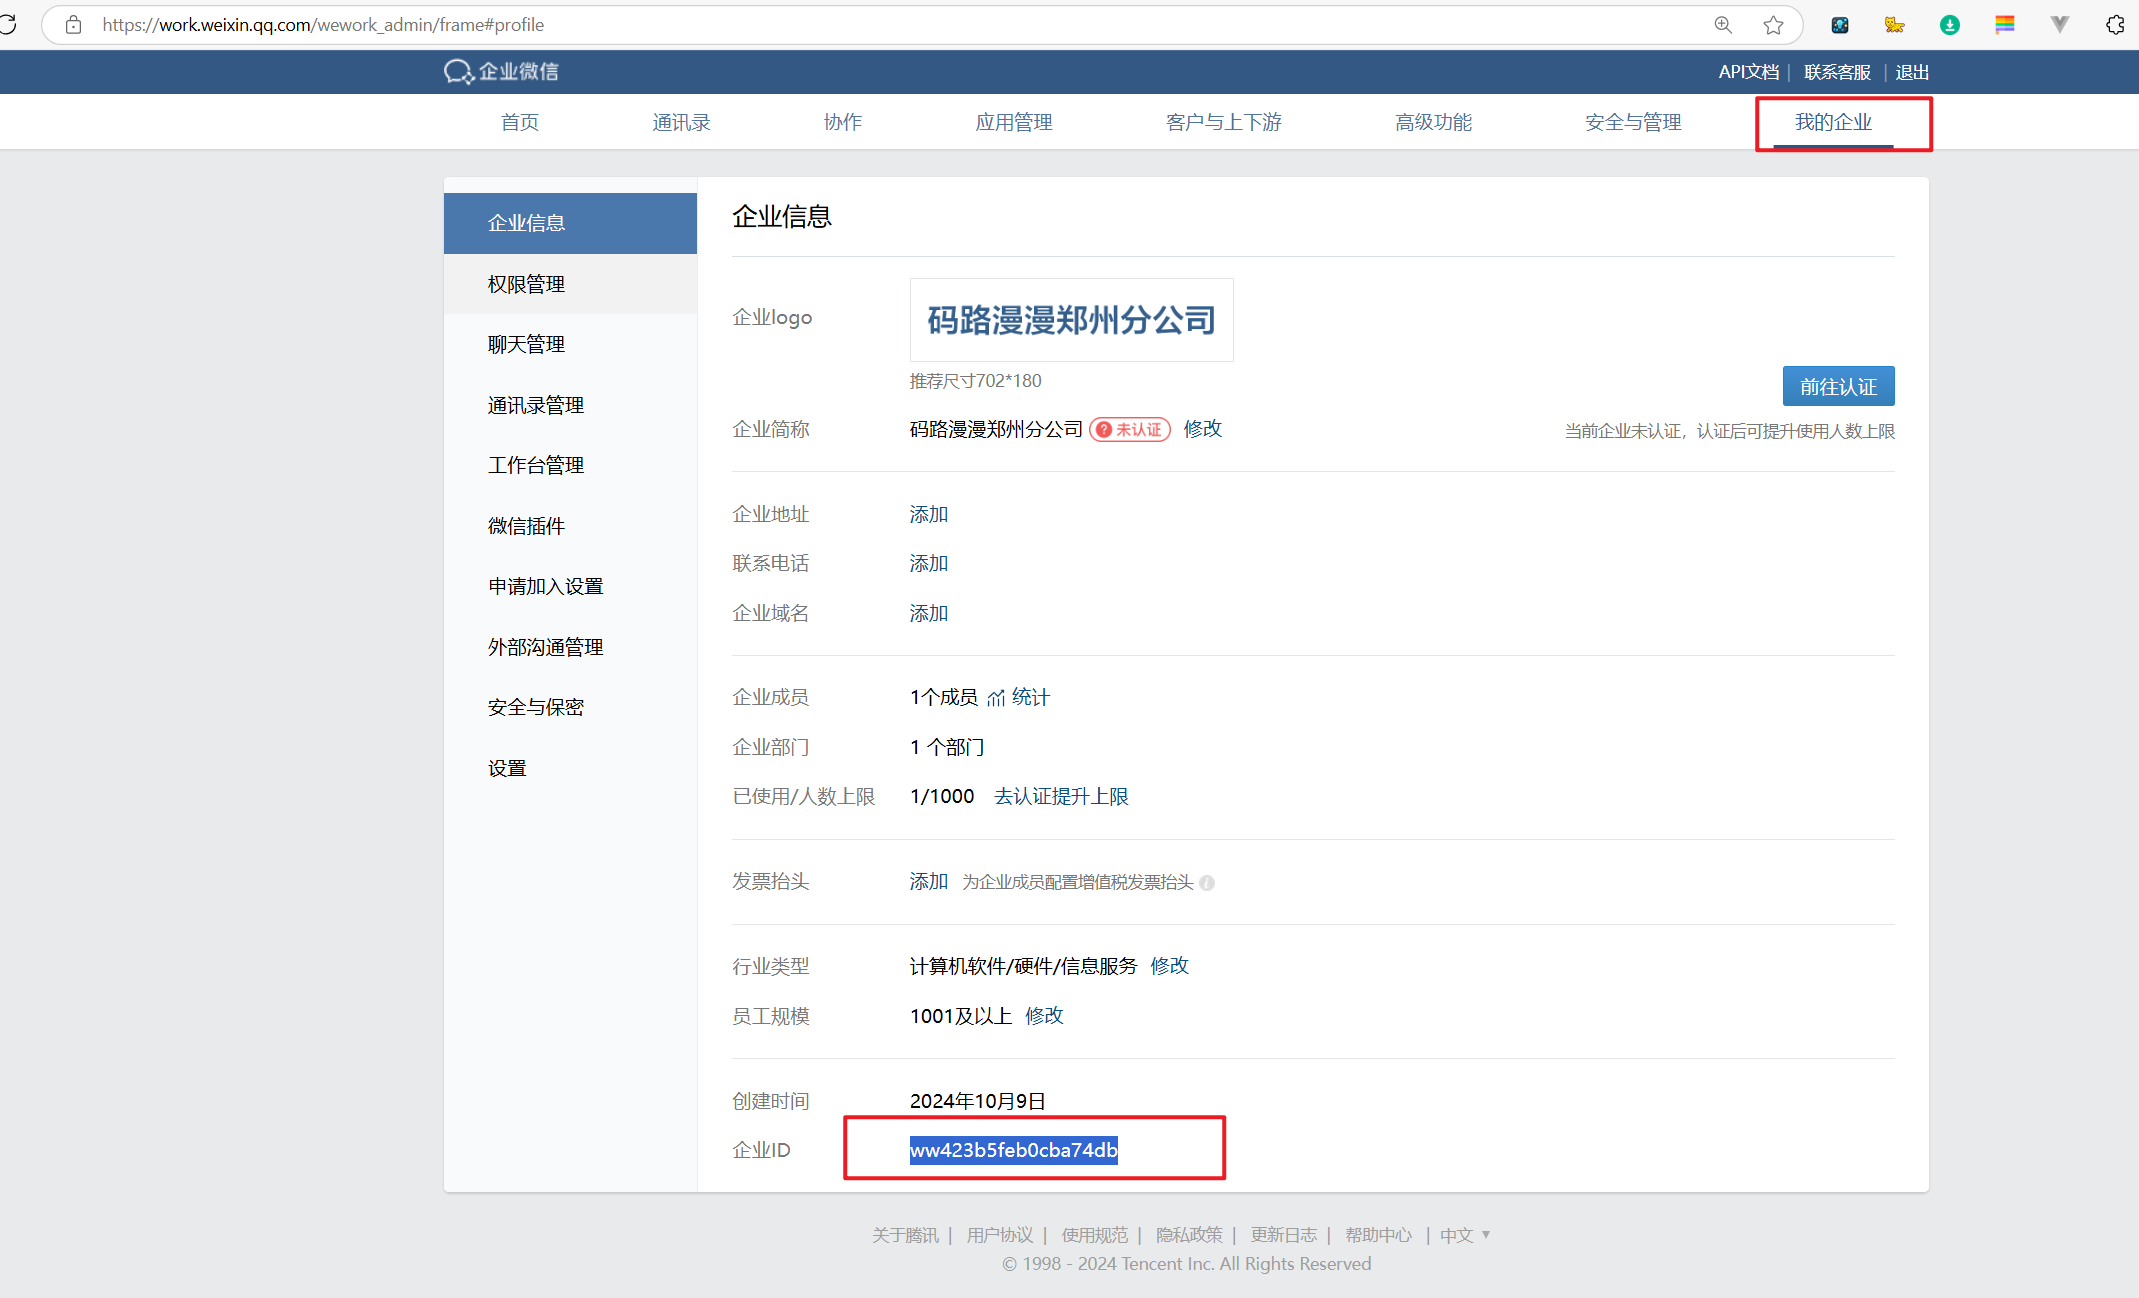 https://work.weixin.qq.com/wework_admin/frame#profile
企业微信
API文档 | 联系客服 | 退出
首页 通讯录 协作 应用管理 客户与上下游 高级功能 安全与管理 我的企业
企业信息
权限管理
聊天管理
通讯录管理
工作台管理
微信插件
申请加入设置
外部沟通管理
安全与保密
设置
企业信息
企业logo
码路漫漫郑州分公司
推荐尺寸702*180
前往认证
企业简称 码路漫漫郑州分公司 未认证 修改
当前企业未认证，认证后可提升使用人数上限
企业地址 添加
联系电话 添加
企业域名 添加
企业成员 1个成员 统计
企业部门 1 个部门
已使用/人数上限 1/1000 去认证提升上限
发票抬头 添加 为企业成员配置增值税发票抬头
行业类型 计算机软件/硬件/信息服务 修改
员工规模 1001及以上 修改
创建时间 2024年10月9日
企业ID ww423b5feb0cba74db
关于腾讯 | 用户协议 | 使用规范 | 隐私政策 | 更新日志 | 帮助中心 | 中文
© 1998 - 2024 Tencent Inc. All Rights Reserved